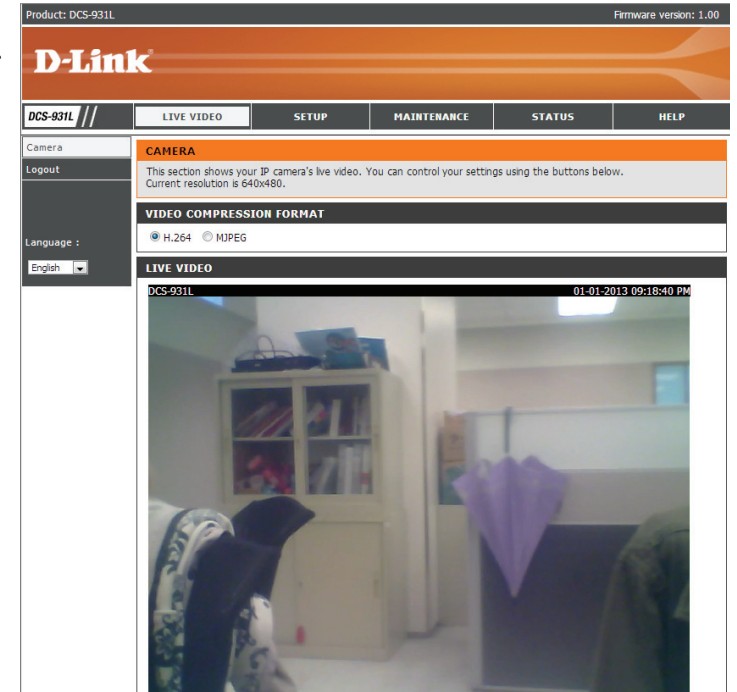 Product: DCS-931L Firmware version: 1.00
D-Link
DCS-931L // LIVE VIDEO SETUP MAINTENANCE STATUS HELP
Camera
Logout
Language :
English
CAMERA
This section shows your IP camera's live video. You can control your settings using the buttons below.
Current resolution is 640x480.
VIDEO COMPRESSION FORMAT
H.264 MJPEG
LIVE VIDEO
DCS-931L 01-01-2013 09:18:40 PM